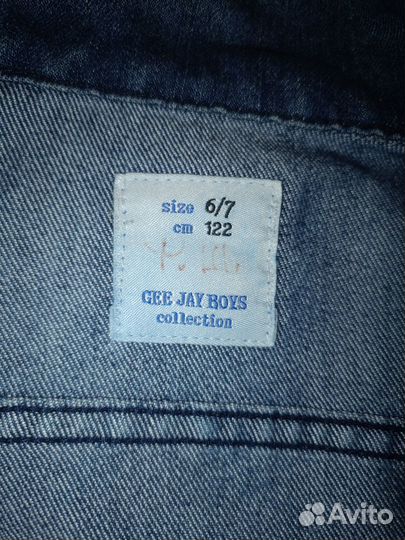 size 6/7
cm 122
GEE JAY BOYS
collection
Avito